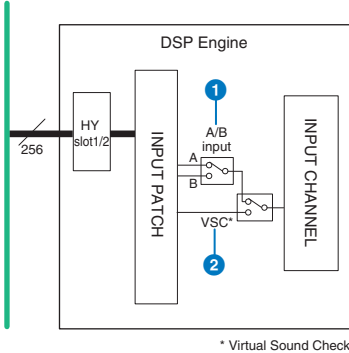 DSP Engine
1
A/B
input
HY
slot1/2
256
INPUT PATCH
A
B
VSC*
2
INPUT CHANNEL
* Virtual Sound Check